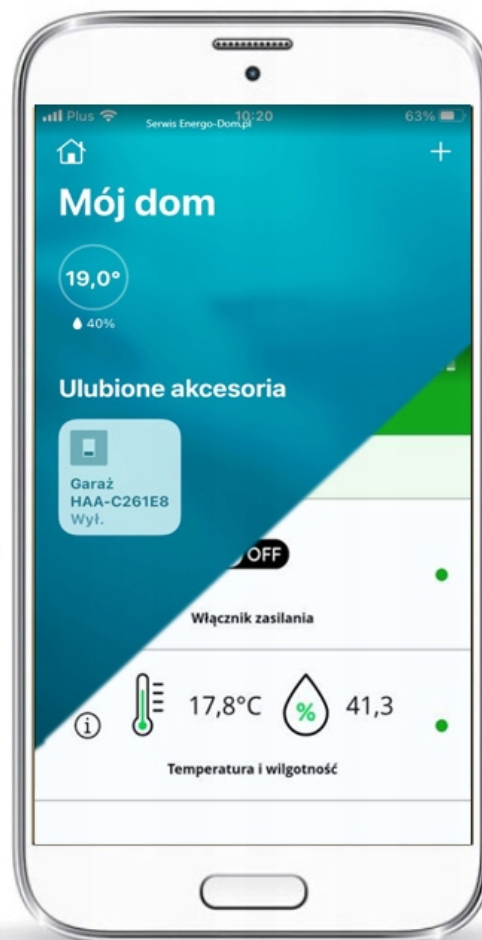 Plus 10:20 63%
Serwis Energo-Dom.pl
+
Mój dom
19,0°
40%
Ulubione akcesoria
Garaż
HAA-C261E8
Wył.
OFF
Włącznik zasilania
i 17,8°C % 41,3
Temperatura i wilgotność